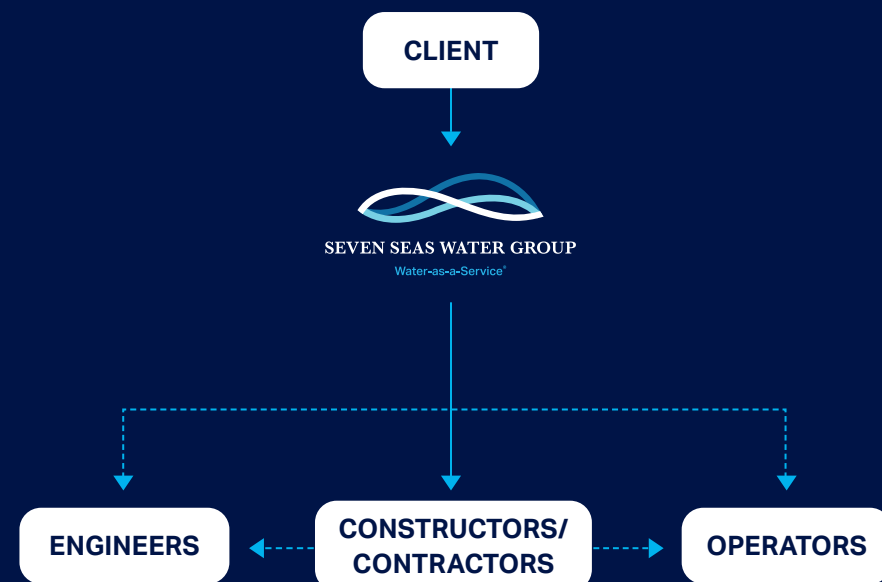 CLIENT
SEVEN SEAS WATER GROUP
Water-as-a-Service®
ENGINEERS
CONSTRUCTORS/
CONTRACTORS
OPERATORS